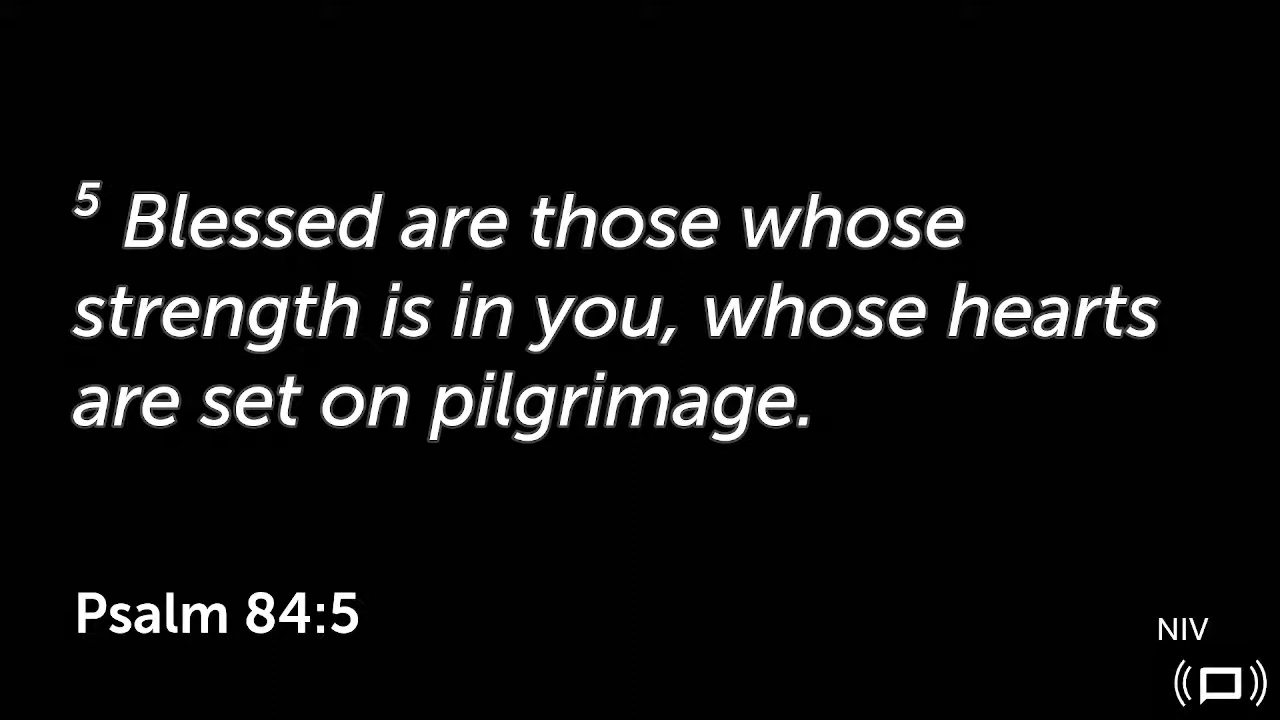 5 Blessed are those whose
strength is in you, whose hearts
are set on pilgrimage.
Psalm 84:5
NIV